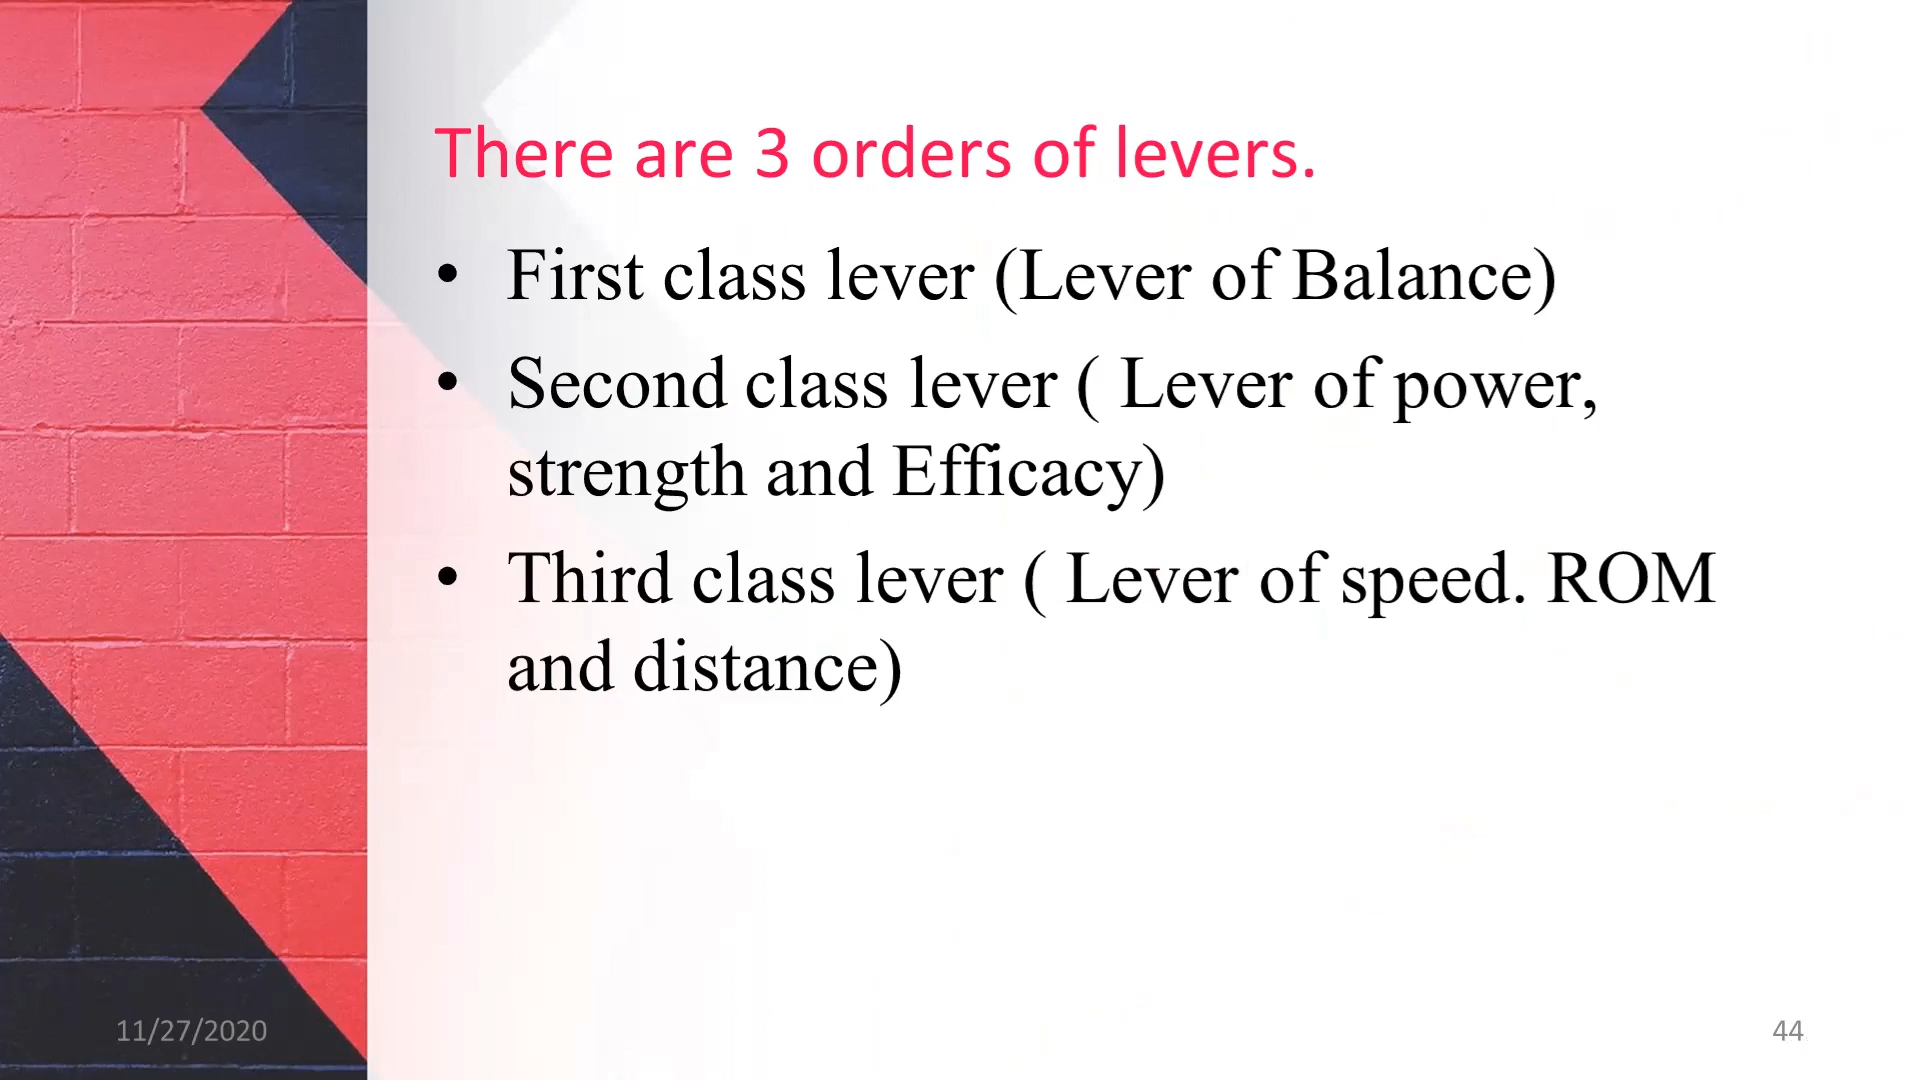 There are 3 orders of levers.
• First class lever (Lever of Balance)
• Second class lever ( Lever of power,
strength and Efficacy)
• Third class lever ( Lever of speed. ROM
and distance)
11/27/2020
44